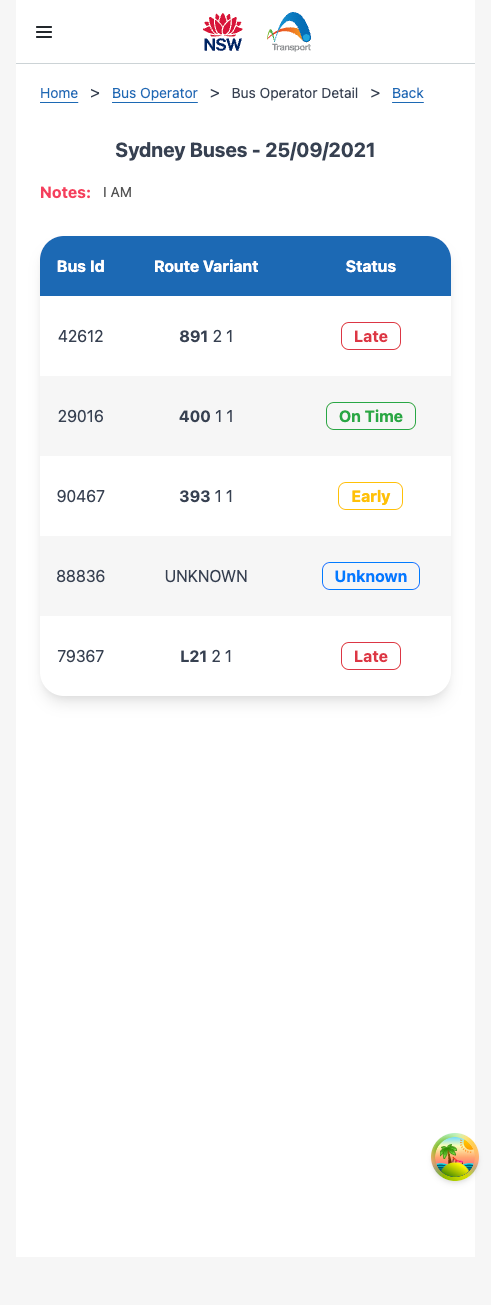 NSW
Transport
Home > Bus Operator > Bus Operator Detail > Back
Sydney Buses - 25/09/2021
Notes: I AM
Bus Id Route Variant Status
42612 891 2 1 Late
29016 400 1 1 On Time
90467 393 1 1 Early
88836 UNKNOWN Unknown
79367 L21 2 1 Late